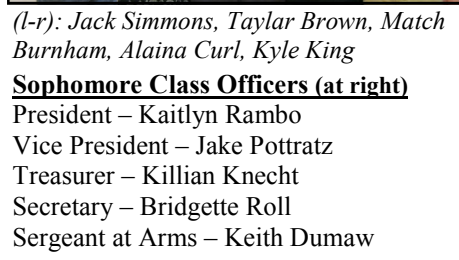 (l-r): Jack Simmons, Taylar Brown, Match
Burnham, Alaina Curl, Kyle King
Sophomore Class Officers (at right)
President – Kaitlyn Rambo
Vice President – Jake Pottratz
Treasurer – Killian Knecht
Secretary – Bridgette Roll
Sergeant at Arms – Keith Dumaw